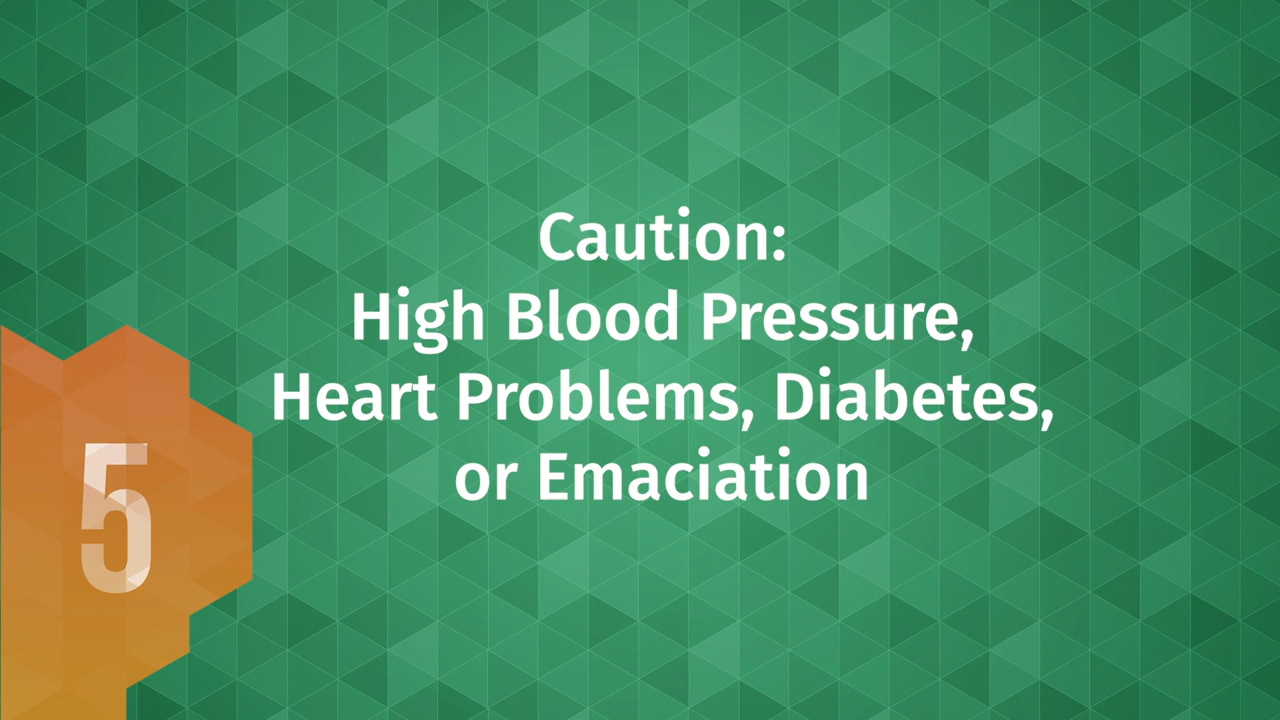 Caution:
High Blood Pressure,
Heart Problems, Diabetes,
or Emaciation
5